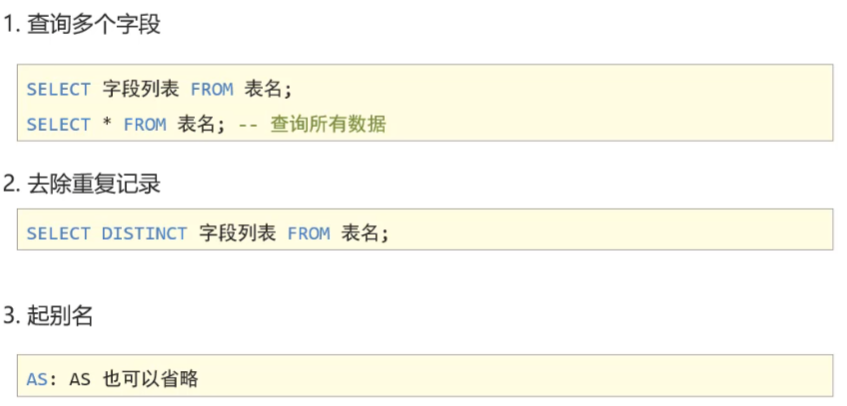 1. 查询多个字段
SELECT 字段列表 FROM 表名;
SELECT * FROM 表名; -- 查询所有数据
2. 去除重复记录
SELECT DISTINCT 字段列表 FROM 表名;
3. 起别名
AS: AS 也可以省略